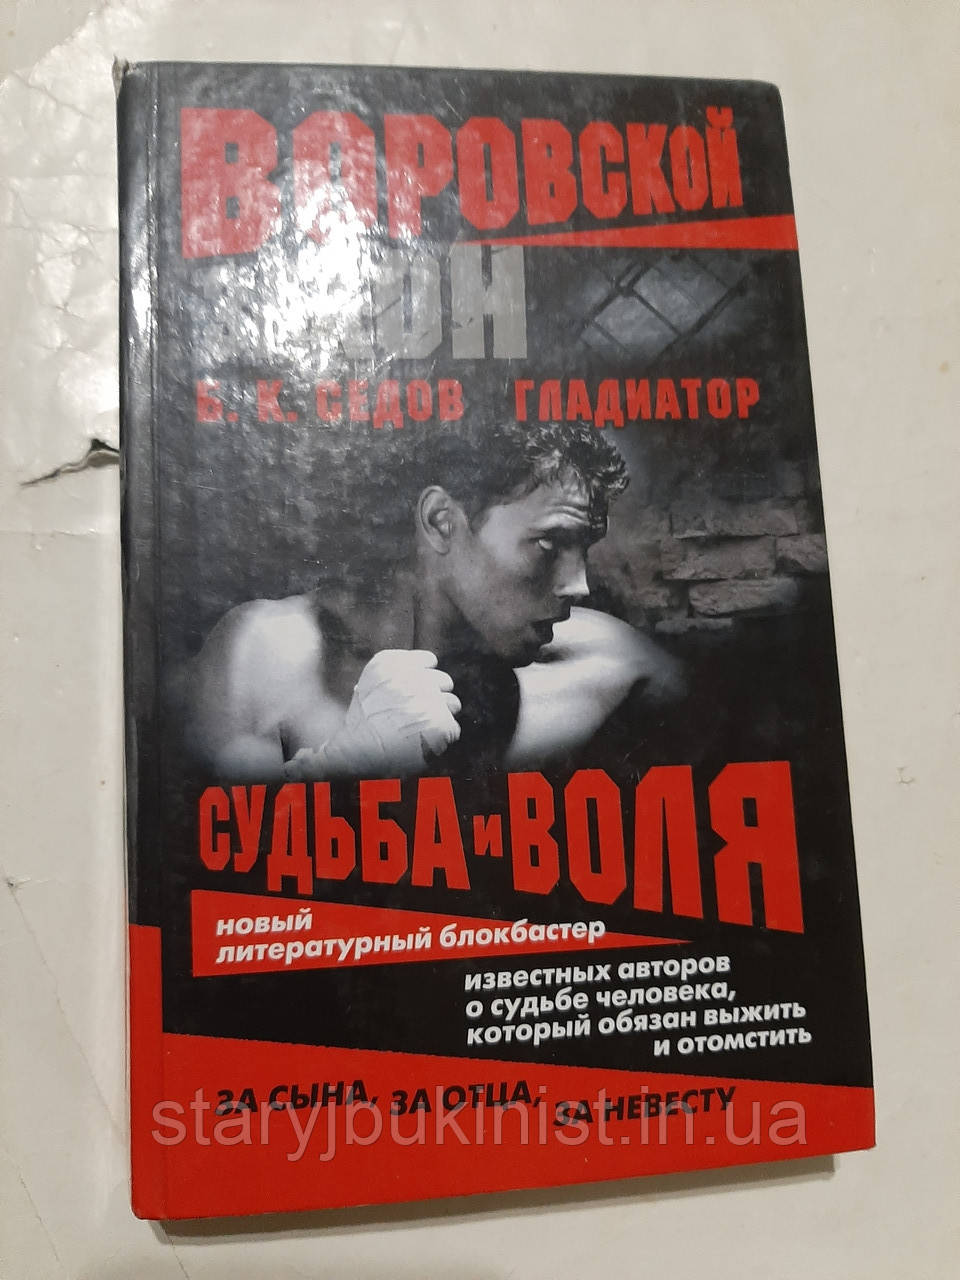 ВОРОВСКОЙ
Б. К. СЕДОВ ГЛАДИАТОР
СУДЬБА И ВОЛЯ
новый
литературный блокбастер
известных авторов
о судьбе человека,
который обязан выжить
и отомстить
ЗА СЫНА, ЗА ОТЦА, ЗА НЕВЕСТУ
staryjbukinist.in.ua